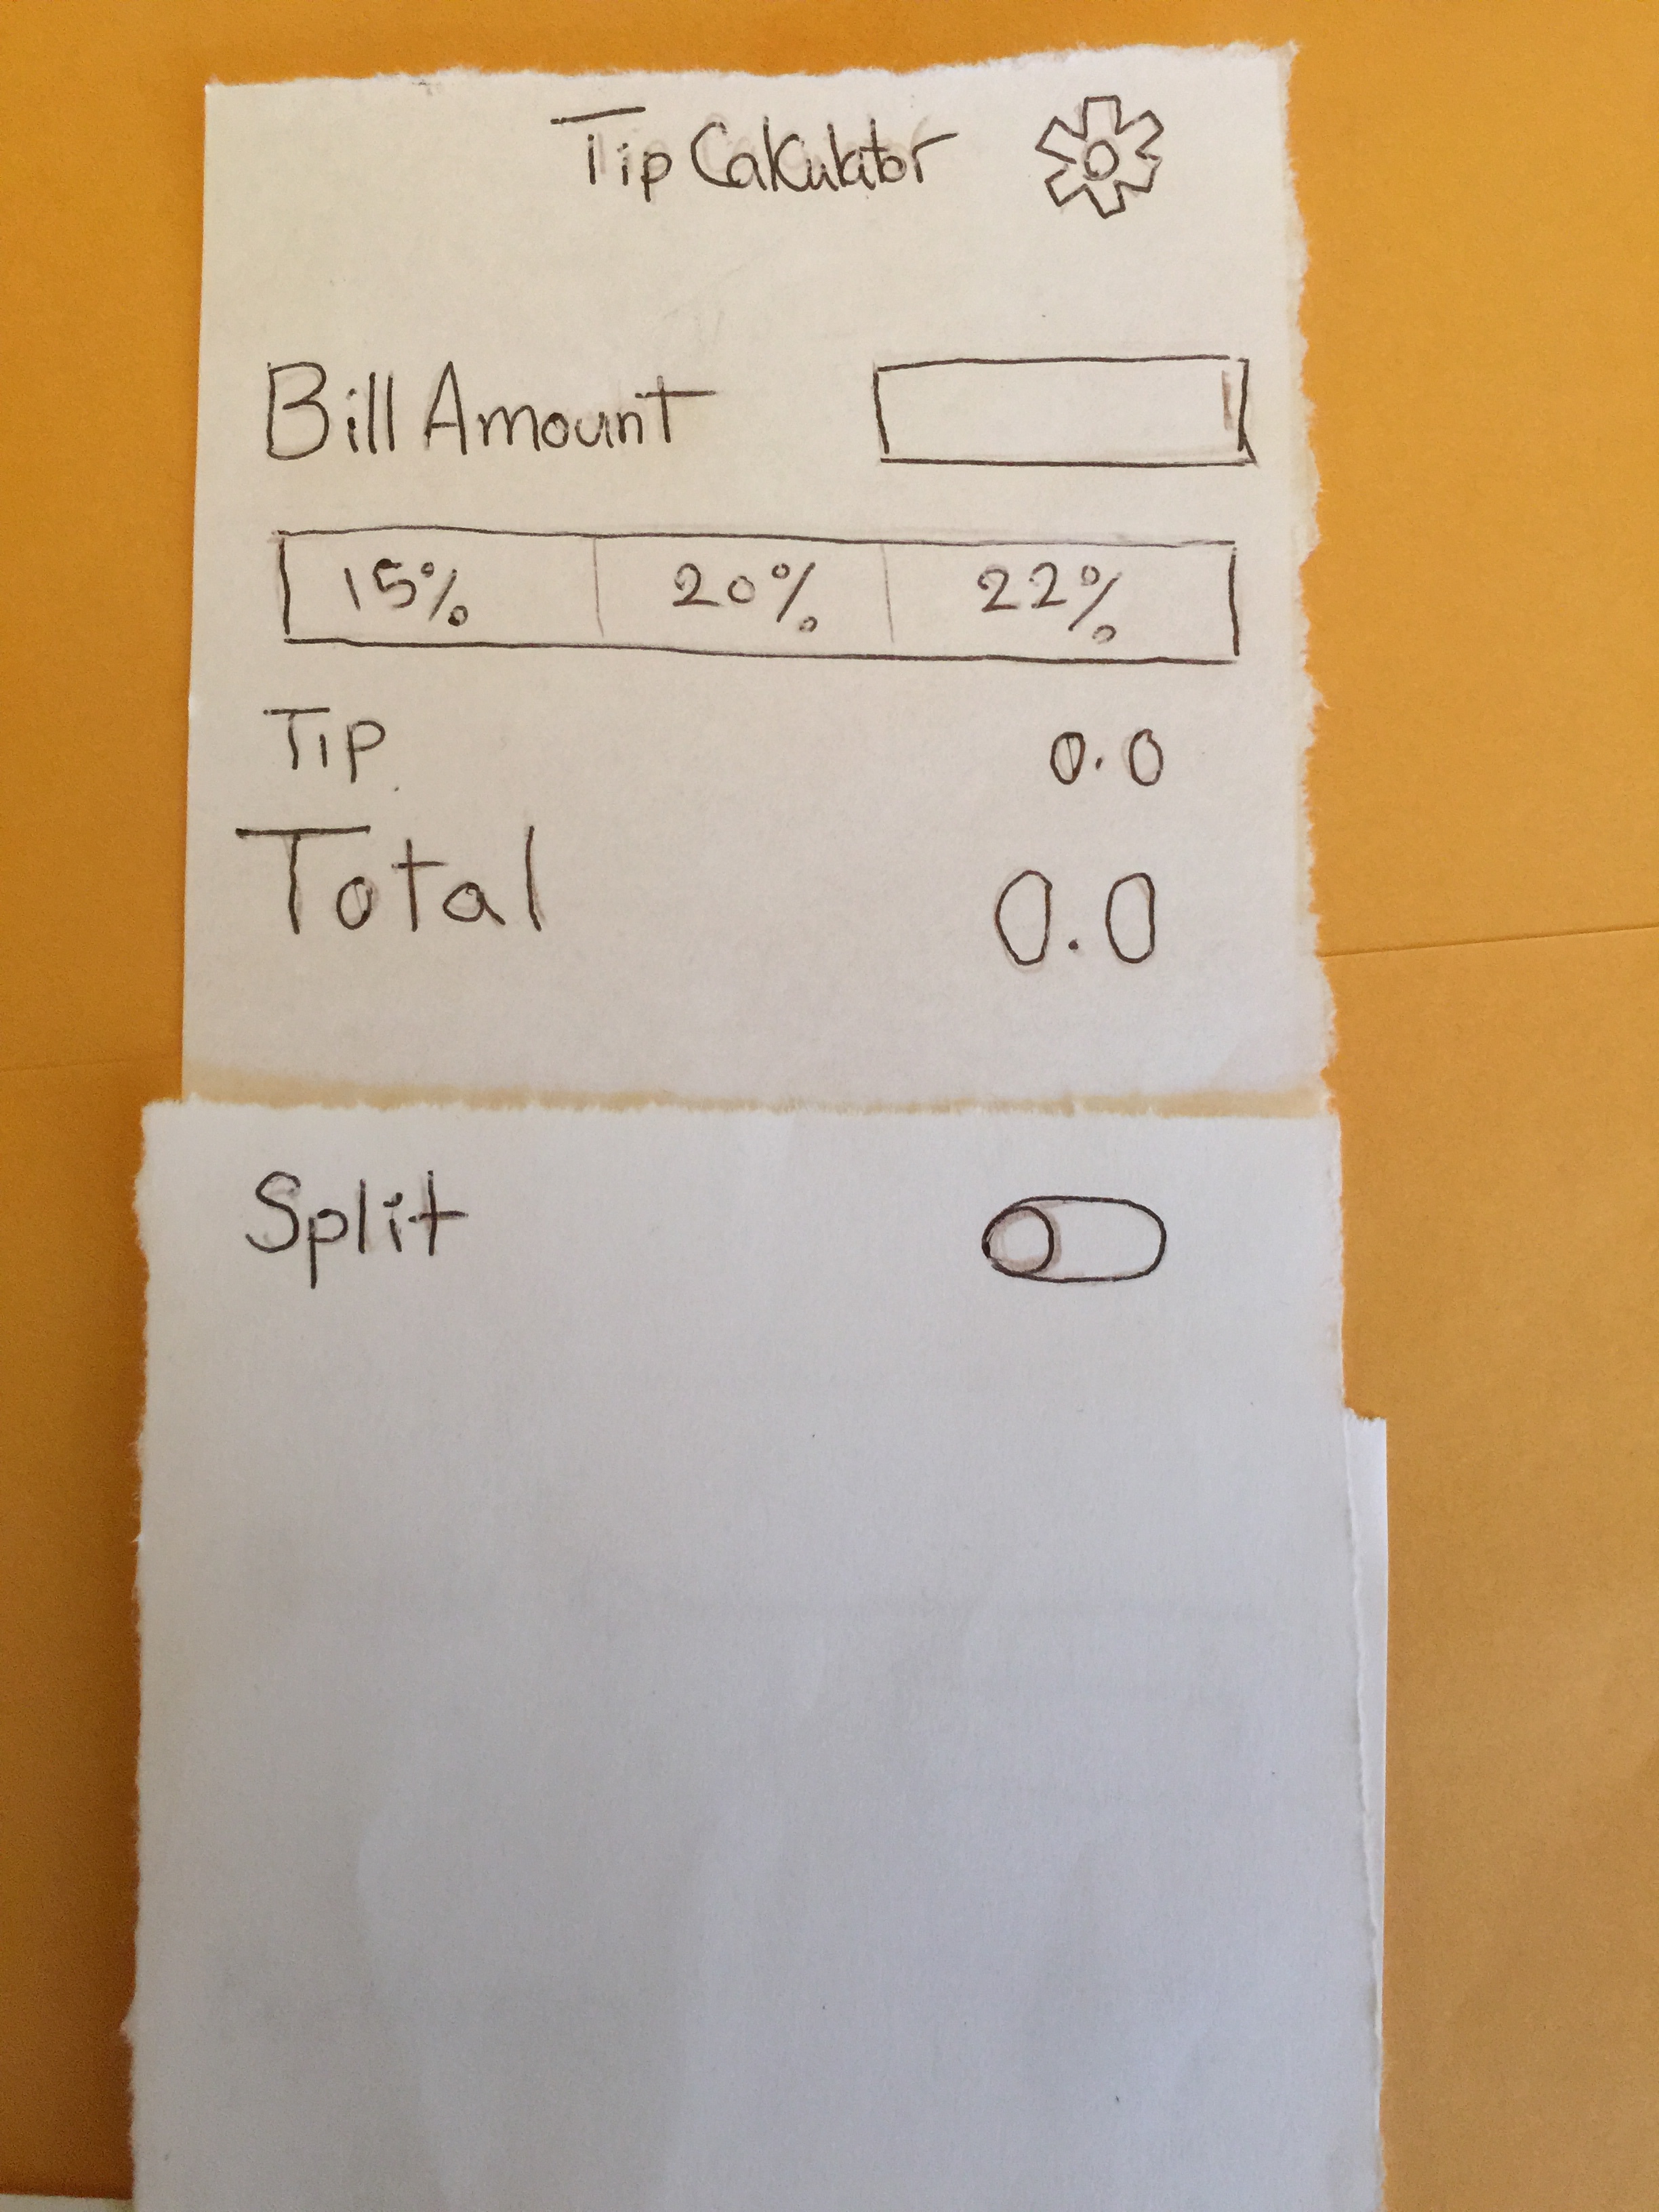 Tip Calculator
Bill Amount
15% 20% 22%
Tip 0.0
Total 0.0
Split